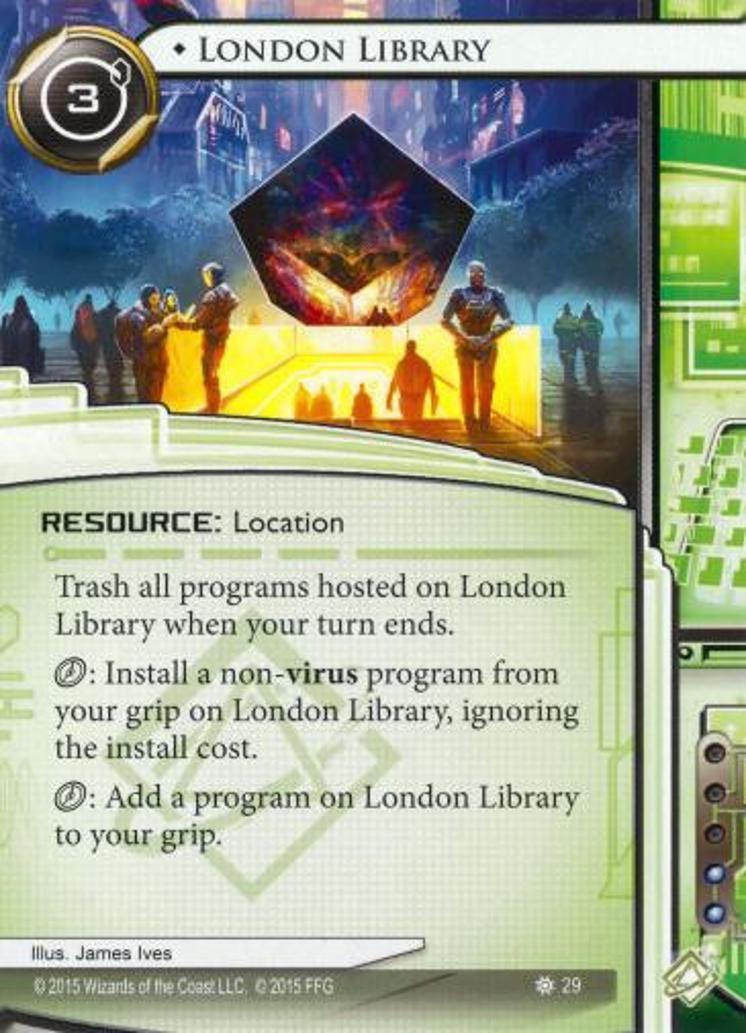 3
◆ LONDON LIBRARY
RESOURCE: Location
Trash all programs hosted on London
Library when your turn ends.
: Install a non-virus program from
your grip on London Library, ignoring
the install cost.
: Add a program on London Library
to your grip.
Illus. James Ives
© 2015 Wizards of the Coast LLC. © 2015 FFG
29